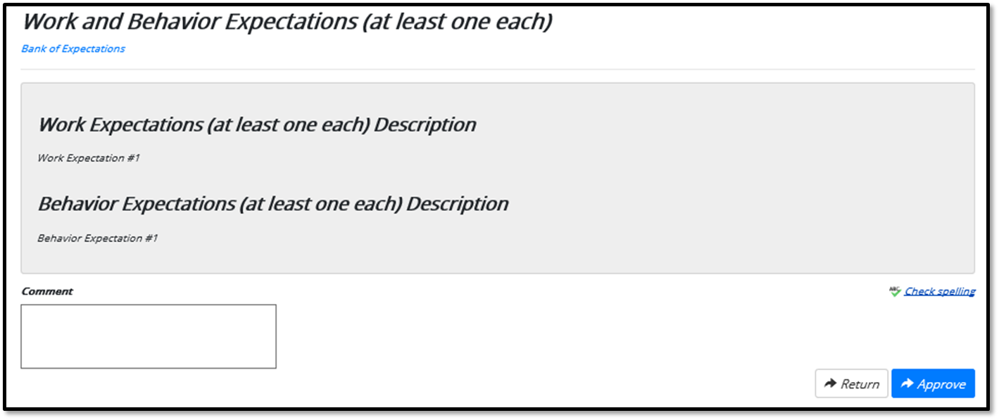 Work and Behavior Expectations (at least one each)
Bank of Expectations
Work Expectations (at least one each) Description
Work Expectation #1
Behavior Expectations (at least one each) Description
Behavior Expectation #1
Comment
ABC Check spelling
Return Approve